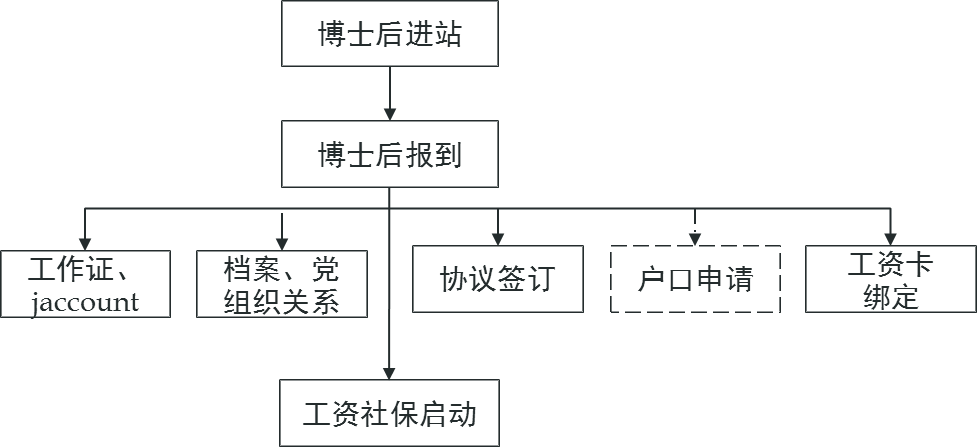 博士后进站
博士后报到
工作证、
jaccount
档案、党
组织关系
协议签订
户口申请
工资卡
绑定
工资社保启动